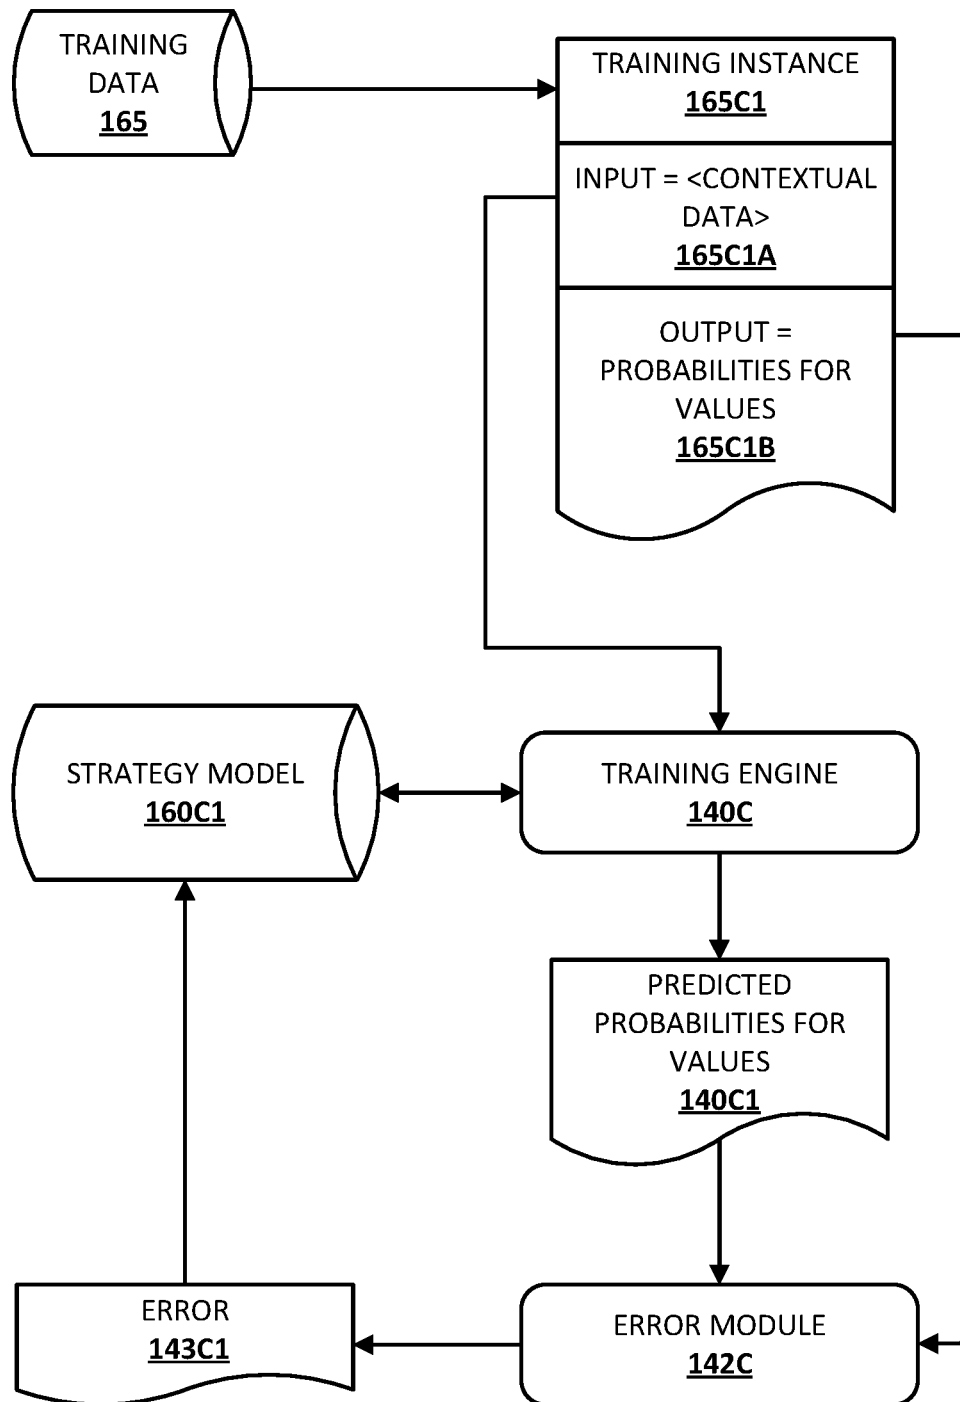 TRAINING
DATA
165
TRAINING INSTANCE
165C1
INPUT = <CONTEXTUAL
DATA>
165C1A
OUTPUT =
PROBABILITIES FOR
VALUES
165C1B
STRATEGY MODEL
160C1
TRAINING ENGINE
140C
PREDICTED
PROBABILITIES FOR
VALUES
140C1
ERROR
143C1
ERROR MODULE
142C